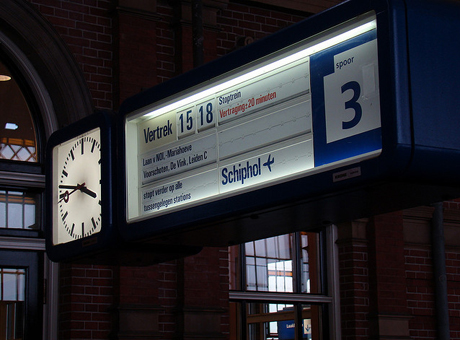 Vertrek 15 18 Stoptrein
Vertraging: 20 minuten
Laan v NOI, Mariahoeve
Voorschoten, De Vink, Leiden C
stopt verder op alle
tussengelegen stations
Schiphol
spoor
3